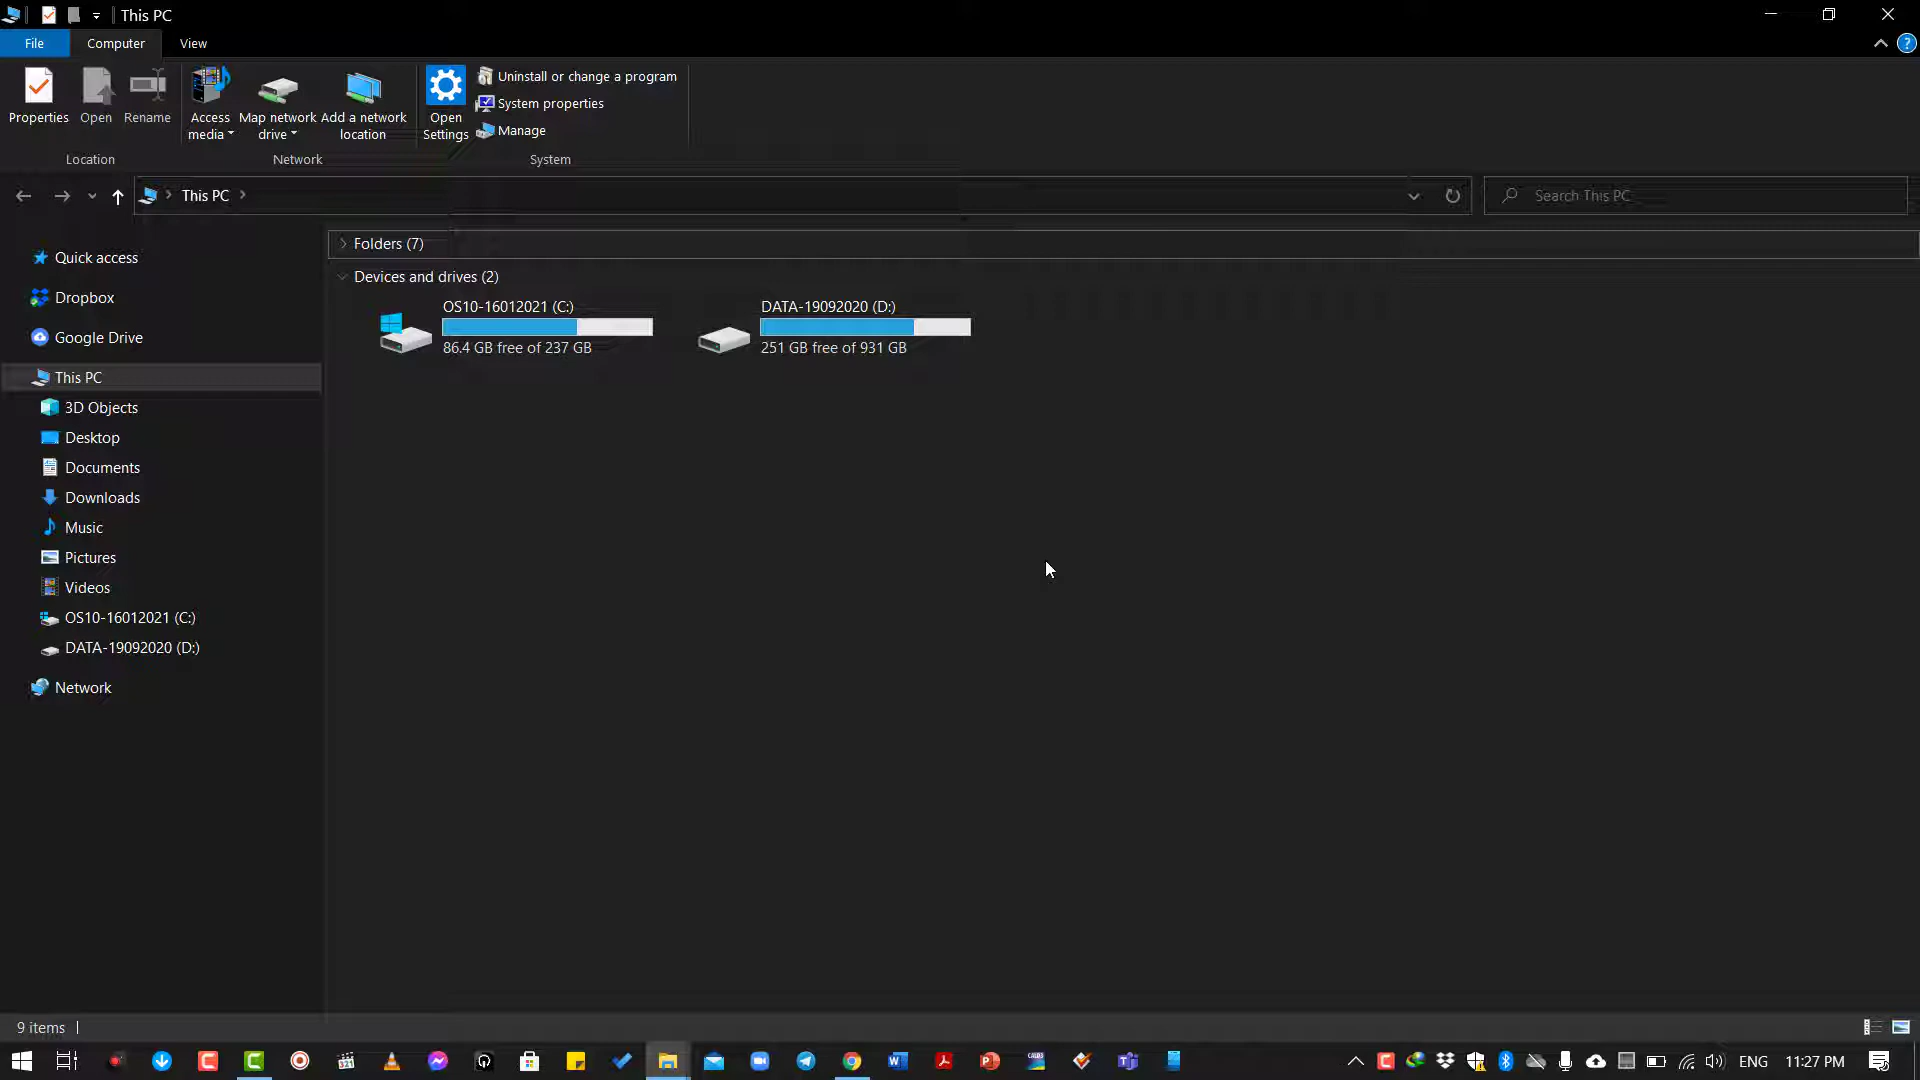 This PC
File
Computer
View
Properties
Open
Rename
Access
media
Map network
drive
Add a network
location
Open
Settings
Uninstall or change a program
System properties
Manage
Location
Network
System
This PC
Search This PC
Quick access
Dropbox
Google Drive
This PC
3D Objects
Desktop
Documents
Downloads
Music
Pictures
Videos
OS10-16012021 (C:)
DATA-19092020 (D:)
Network
Folders (7)
Devices and drives (2)
OS10-16012021 (C:)
86.4 GB free of 237 GB
DATA-19092020 (D:)
251 GB free of 931 GB
9 items
321
ENG
11:27 PM